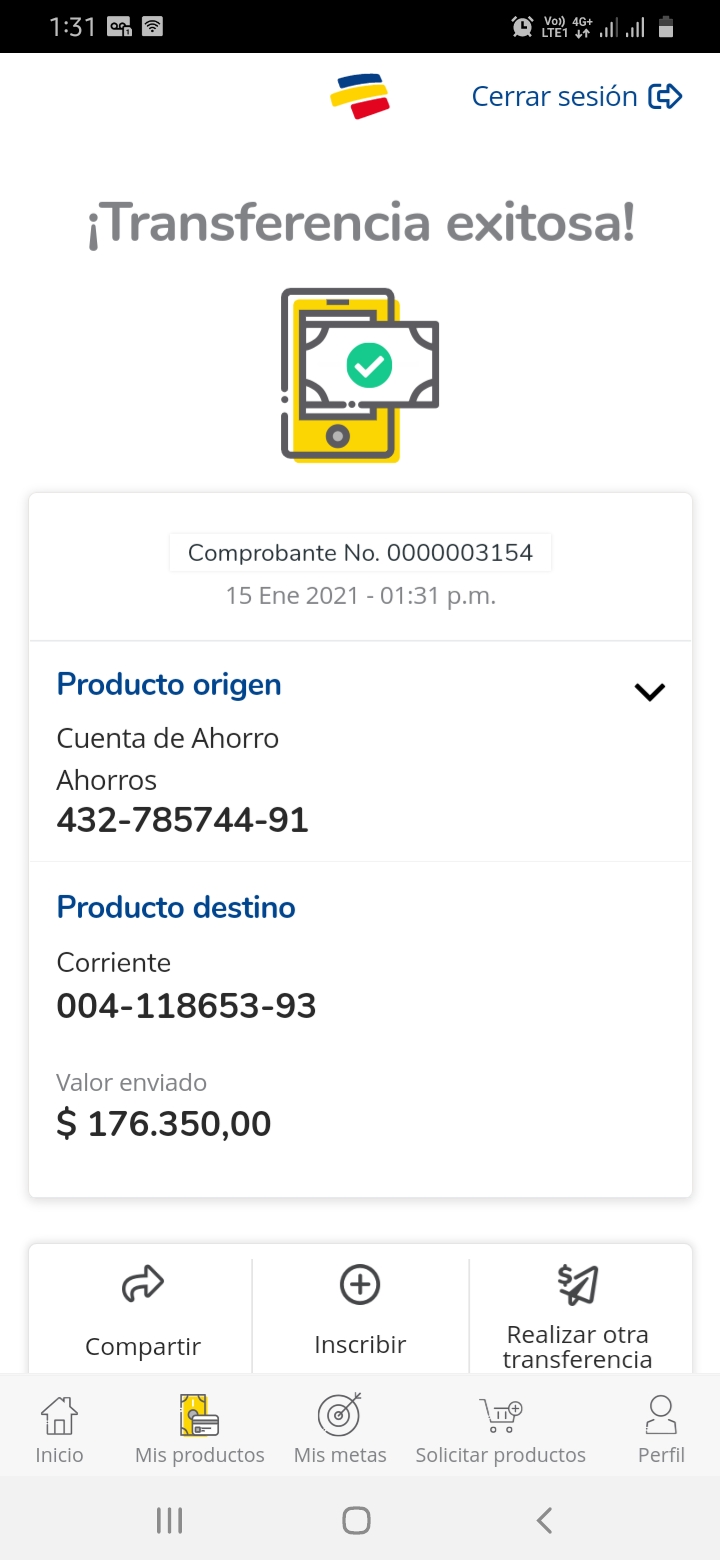 1:31
Vo)) 4G+
LTE1
Cerrar sesión
¡Transferencia exitosa!
Comprobante No. 0000003154
15 Ene 2021 - 01:31 p.m.
Producto origen
Cuenta de Ahorro
Ahorros
432-785744-91
Producto destino
Corriente
004-118653-93
Valor enviado
$ 176.350,00
Compartir
Inscribir
Realizar otra
transferencia
Inicio
Mis productos
Mis metas
Solicitar productos
Perfil